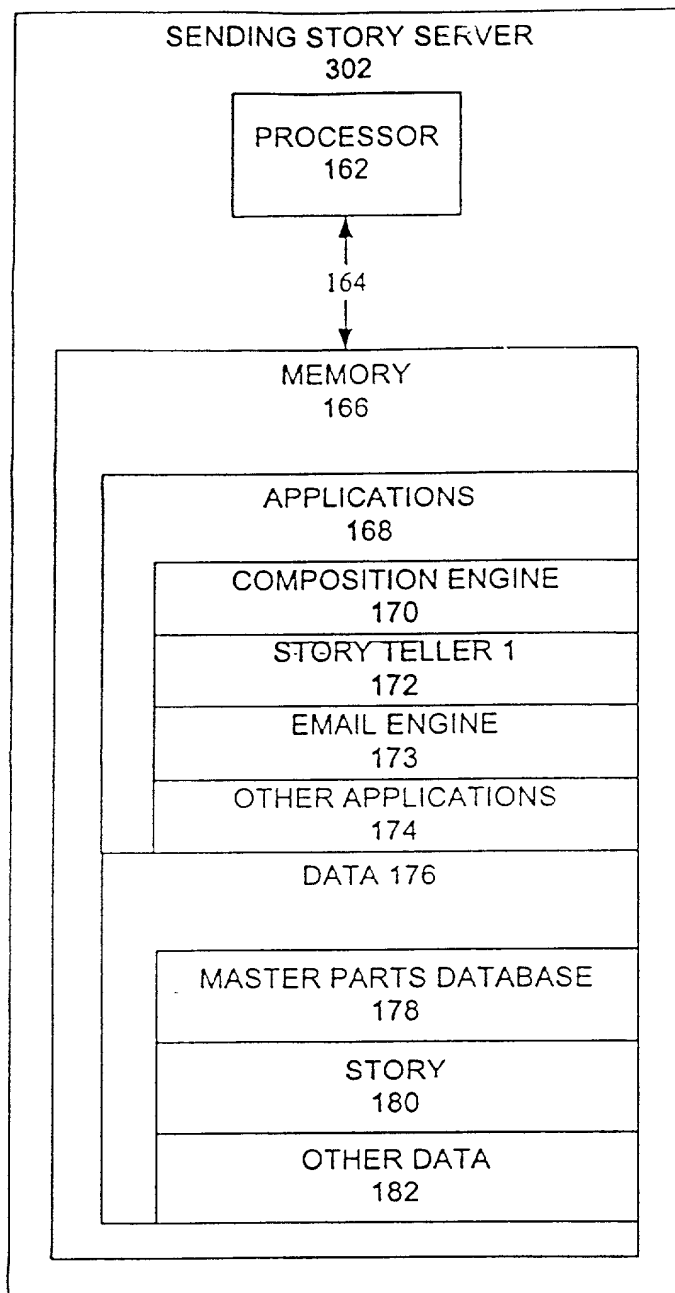 SENDING STORY SERVER
302
PROCESSOR
162
164
MEMORY
166
APPLICATIONS
168
COMPOSITION ENGINE
170
STORY TELLER 1
172
EMAIL ENGINE
173
OTHER APPLICATIONS
174
DATA 176
MASTER PARTS DATABASE
178
STORY
180
OTHER DATA
182